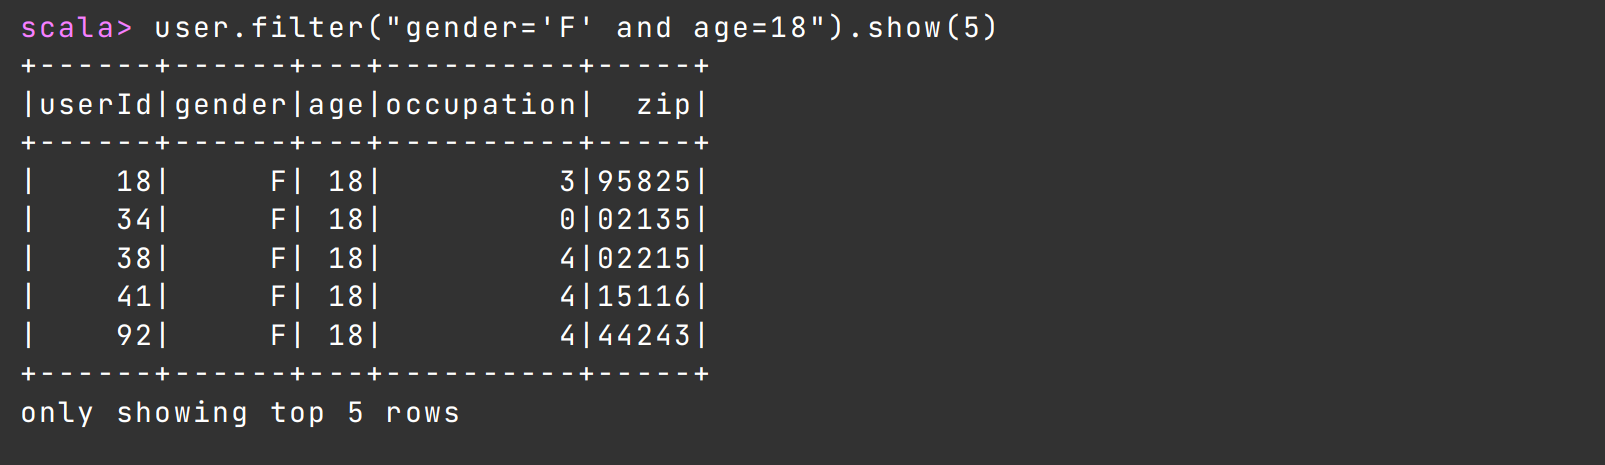 scala> user.filter("gender='F' and age=18").show(5)
+------+------+---+----------+-----+
|userId|gender|age|occupation|  zip|
+------+------+---+----------+-----+
|    18|     F| 18|         3|95825|
|    34|     F| 18|         0|02135|
|    38|     F| 18|         4|02215|
|    41|     F| 18|         4|15116|
|    92|     F| 18|         4|44243|
+------+------+---+----------+-----+
only showing top 5 rows